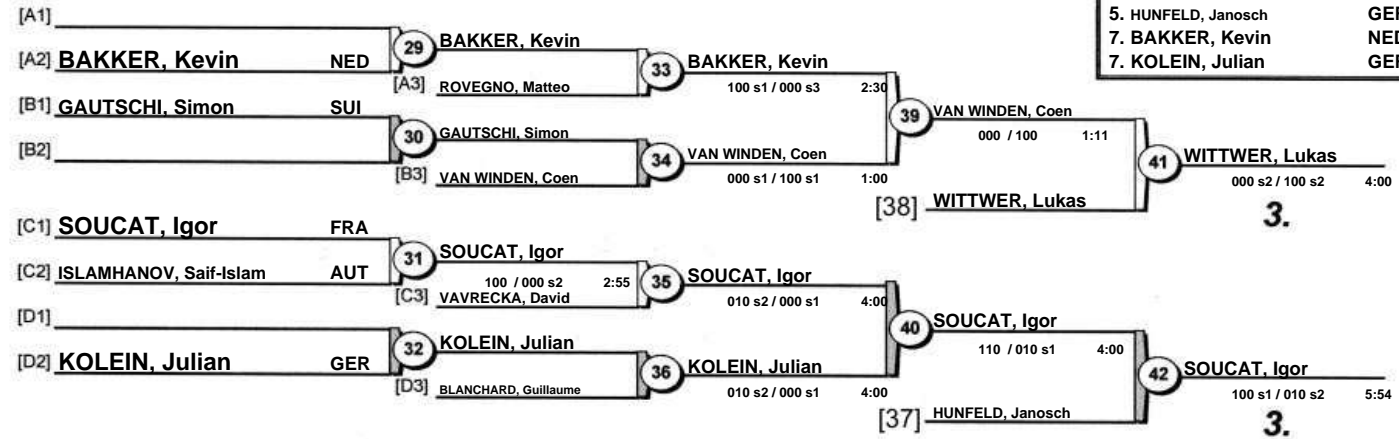 5. HUNFELD, Janosch
7. BAKKER, Kevin
7. KOLEIN, Julian
[A1]
[A2] BAKKER, Kevin NED
29
BAKKER, Kevin
[A3] ROVEGNO, Matteo
33
BAKKER, Kevin
100 s1 / 000 s3 2:30
[B1] GAUTSCHI, Simon SUI
[B2]
30
GAUTSCHI, Simon
[B3] VAN WINDEN, Coen
34
VAN WINDEN, Coen
000 s1 / 100 s1 1:00
39
VAN WINDEN, Coen
000 / 100 1:11
[38] WITTWER, Lukas
41
WITTWER, Lukas
000 s2 / 100 s2 4:00
3.
[C1] SOUCAT, Igor FRA
[C2] ISLAMHANOV, Saif-Islam AUT
31
SOUCAT, Igor
100 / 000 s2 2:55
[C3] VAVRECKA, David
35
SOUCAT, Igor
010 s2 / 000 s1 4:00
[D1]
[D2] KOLEIN, Julian GER
32
KOLEIN, Julian
[D3] BLANCHARD, Guillaume
36
KOLEIN, Julian
010 s2 / 000 s1 4:00
40
SOUCAT, Igor
110 / 010 s1 4:00
[37] HUNFELD, Janosch
42
SOUCAT, Igor
100 s1 / 010 s2 5:54
3.